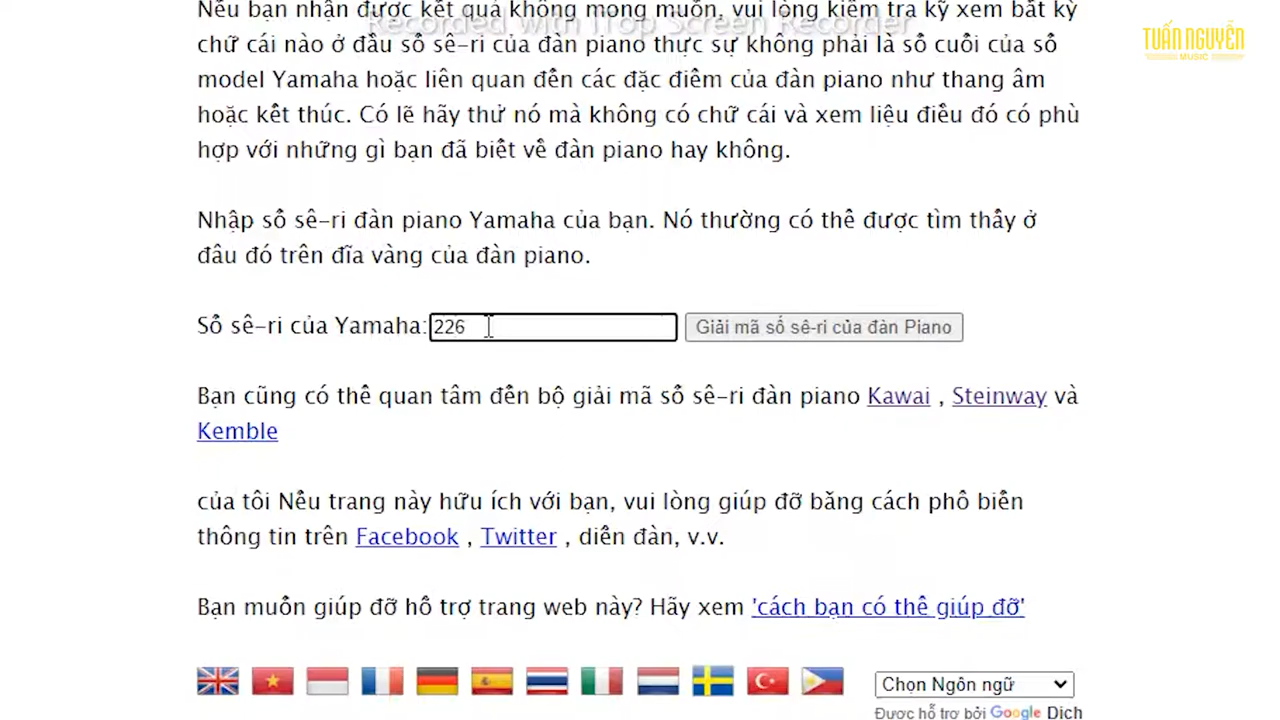 Nếu bạn nhận được kết quả không mong muốn, vui lòng kiểm tra kỹ xem bất kỳ
Recorded with iTop Screen Recorder
TUẤN NGUYỄN
MUSIC
chữ cái nào ở đầu số sê-ri của đàn piano thực sự không phải là số cuối của số
model Yamaha hoặc liên quan đến các đặc điểm của đàn piano như thang âm
hoặc kết thúc. Có lẽ hãy thử nó mà không có chữ cái và xem liệu điều đó có phù
hợp với những gì bạn đã biết về đàn piano hay không.
Nhập số sê-ri đàn piano Yamaha của bạn. Nó thường có thể được tìm thấy ở
đâu đó trên đĩa vàng của đàn piano.
Số sê-ri của Yamaha: 226 Giải mã số sê-ri của đàn Piano
Bạn cũng có thể quan tâm đến bộ giải mã số sê-ri đàn piano Kawai , Steinway và
Kemble
của tôi Nếu trang này hữu ích với bạn, vui lòng giúp đỡ bằng cách phổ biến
thông tin trên Facebook , Twitter , diễn đàn, v.v.
Bạn muốn giúp đỡ hỗ trợ trang web này? Hãy xem 'cách bạn có thể giúp đỡ'
Chọn Ngôn ngữ
Được hỗ trợ bởi Google Dịch